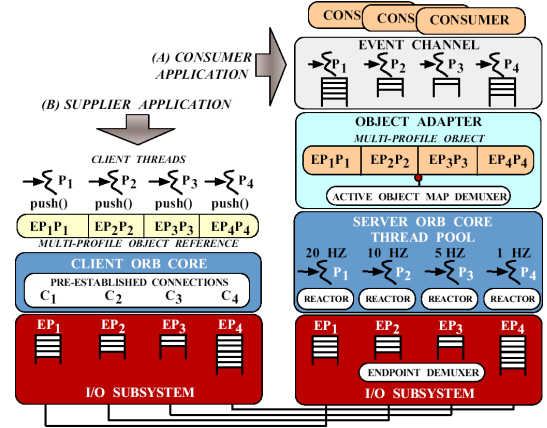 CONS
CONS
CONSUMER
(A) CONSUMER
APPLICATION
EVENT CHANNEL
P1 P2 P3 P4
(B) SUPPLIER APPLICATION
OBJECT ADAPTER
MULTI-PROFILE OBJECT
EP1P1 EP2P2 EP3P3 EP4P4
ACTIVE OBJECT MAP DEMUXER
CLIENT THREADS
P1 P2 P3 P4
push() push() push() push()
EP1P1 EP2P2 EP3P3 EP4P4
MULTI-PROFILE OBJECT REFERENCE
CLIENT ORB CORE
PRE-ESTABLISHED CONNECTIONS
C1 C2 C3 C4
SERVER ORB CORE
THREAD POOL
20 HZ 10 HZ 5 HZ 1 HZ
P1 P2 P3 P4
REACTOR REACTOR REACTOR REACTOR
EP1 EP2 EP3 EP4
I/O SUBSYSTEM
EP1 EP2 EP3 EP4
ENDPOINT DEMUXER
I/O SUBSYSTEM